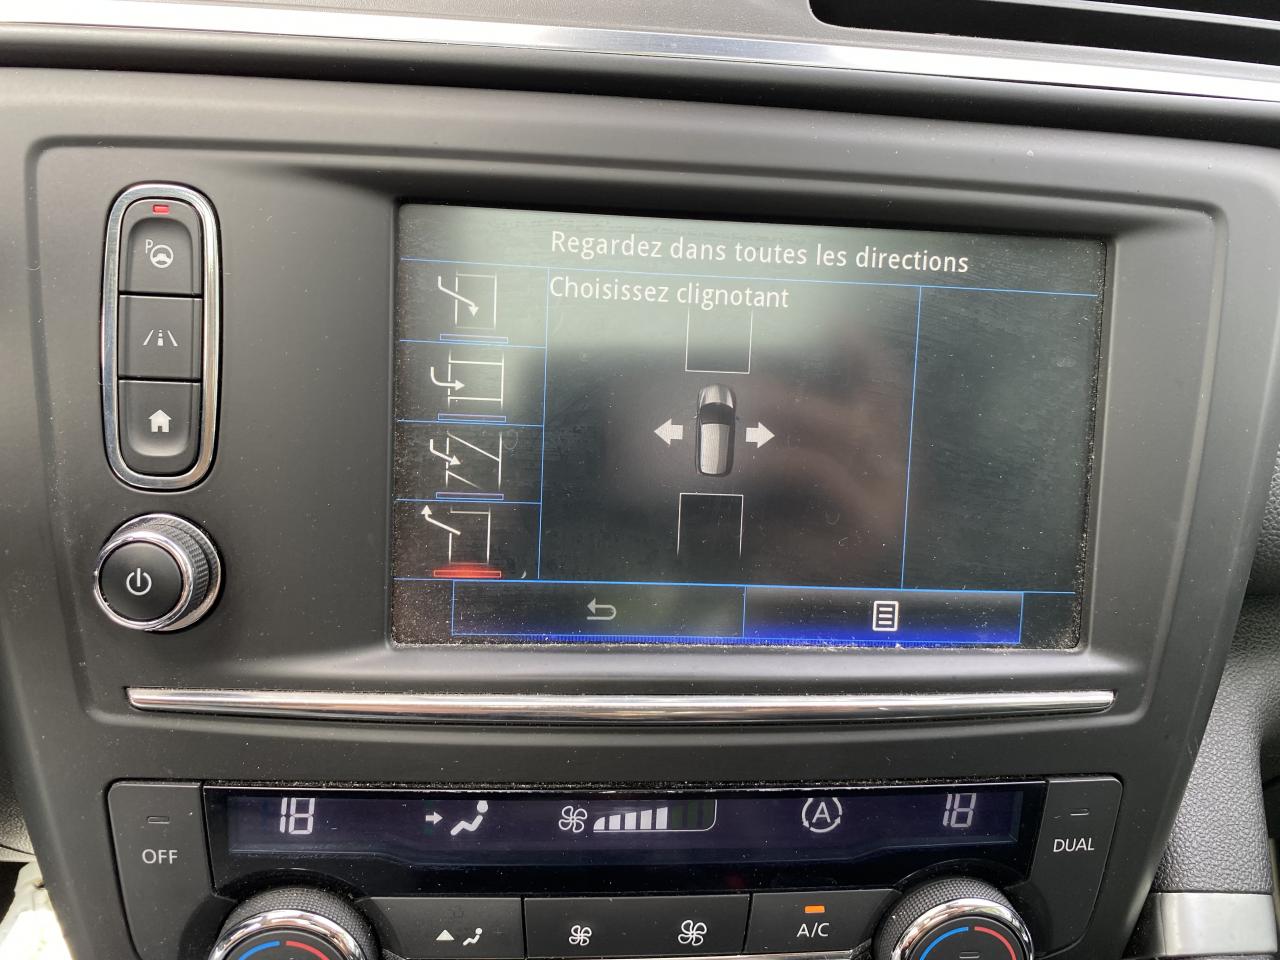 Regardez dans toutes les directions
Choisissez clignotant
P
18
A
18
OFF
DUAL
A/C